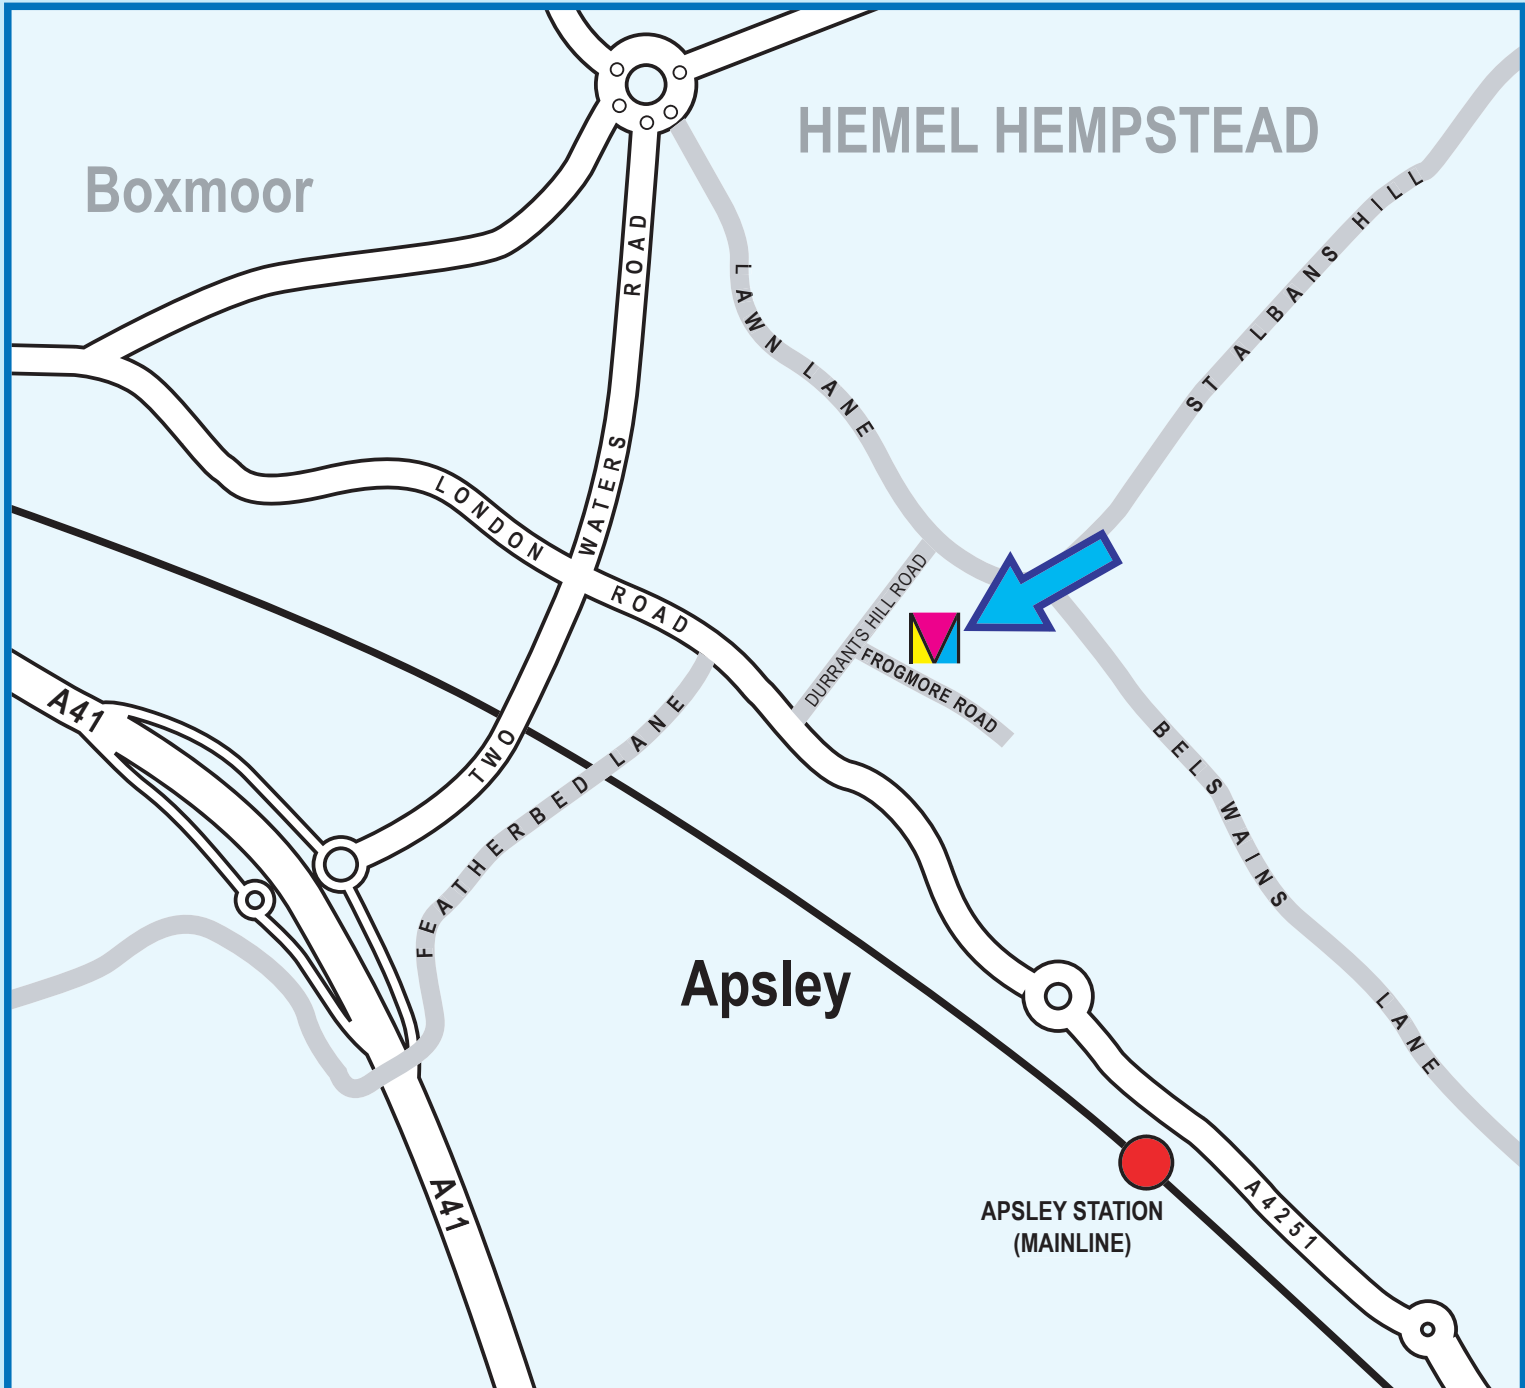 HEMEL HEMPSTEAD
Boxmoor
ST ALBANS HILL
LAWN LANE
TWO WATERS ROAD
LONDON ROAD
DURRANTS HILL ROAD
FROGMORE ROAD
A41
FEATHERBED LANE
BELSWAINS LANE
Apsley
A41
APSLEY STATION
(MAINLINE)
A4251